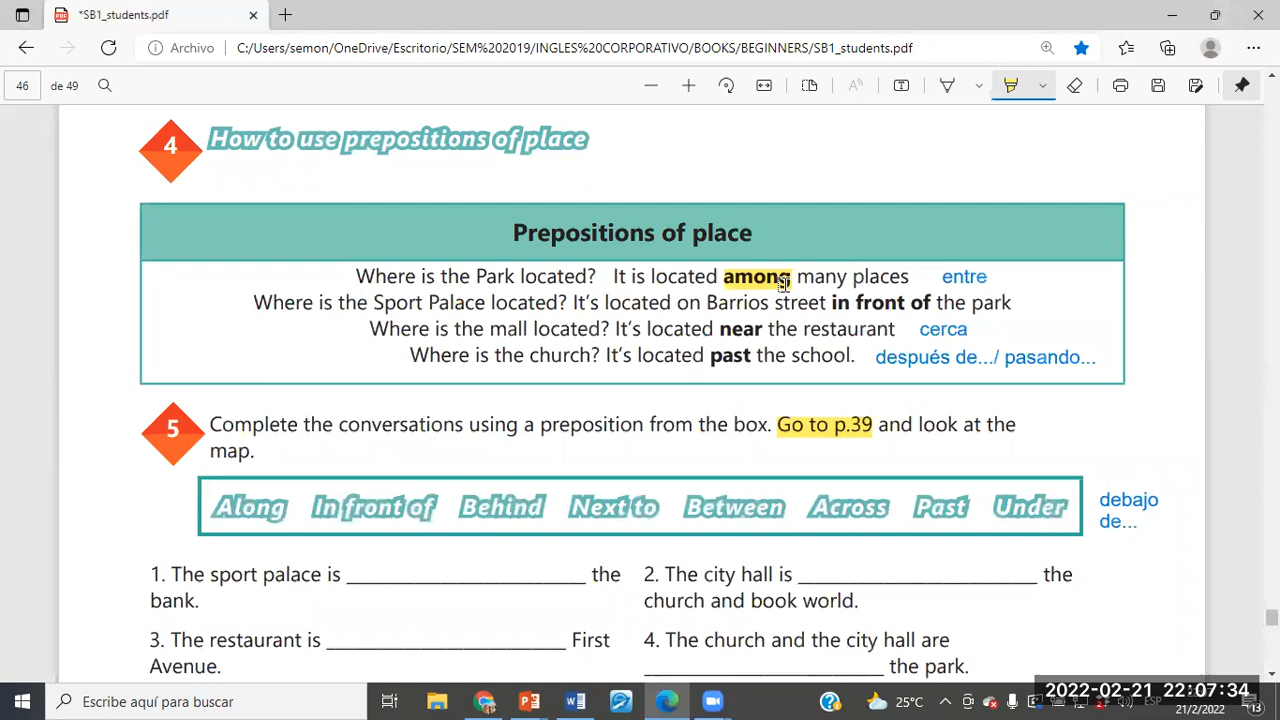 *SB1_students.pdf
Archivo C:/Users/semon/OneDrive/Escritorio/SEM%202019/INGLES%20CORPORATIVO/BOOKS/BEGINNERS/SB1_students.pdf
46 de 49
4 How to use prepositions of place
Prepositions of place
Where is the Park located? It is located among many places entre
Where is the Sport Palace located? It's located on Barrios street in front of the park
Where is the mall located? It's located near the restaurant cerca
Where is the church? It's located past the school. después de.../ pasando...
5 Complete the conversations using a preposition from the box. Go to p.39 and look at the
map.
Along In front of Behind Next to Between Across Past Under debajo
de...
1. The sport palace is ______________________ the
bank.
2. The city hall is ______________________ the
church and book world.
3. The restaurant is ______________________ First
Avenue.
4. The church and the city hall are
______________________ the park.
Escribe aquí para buscar
25°C
2022-02-21 22:07:34
21/2/2022